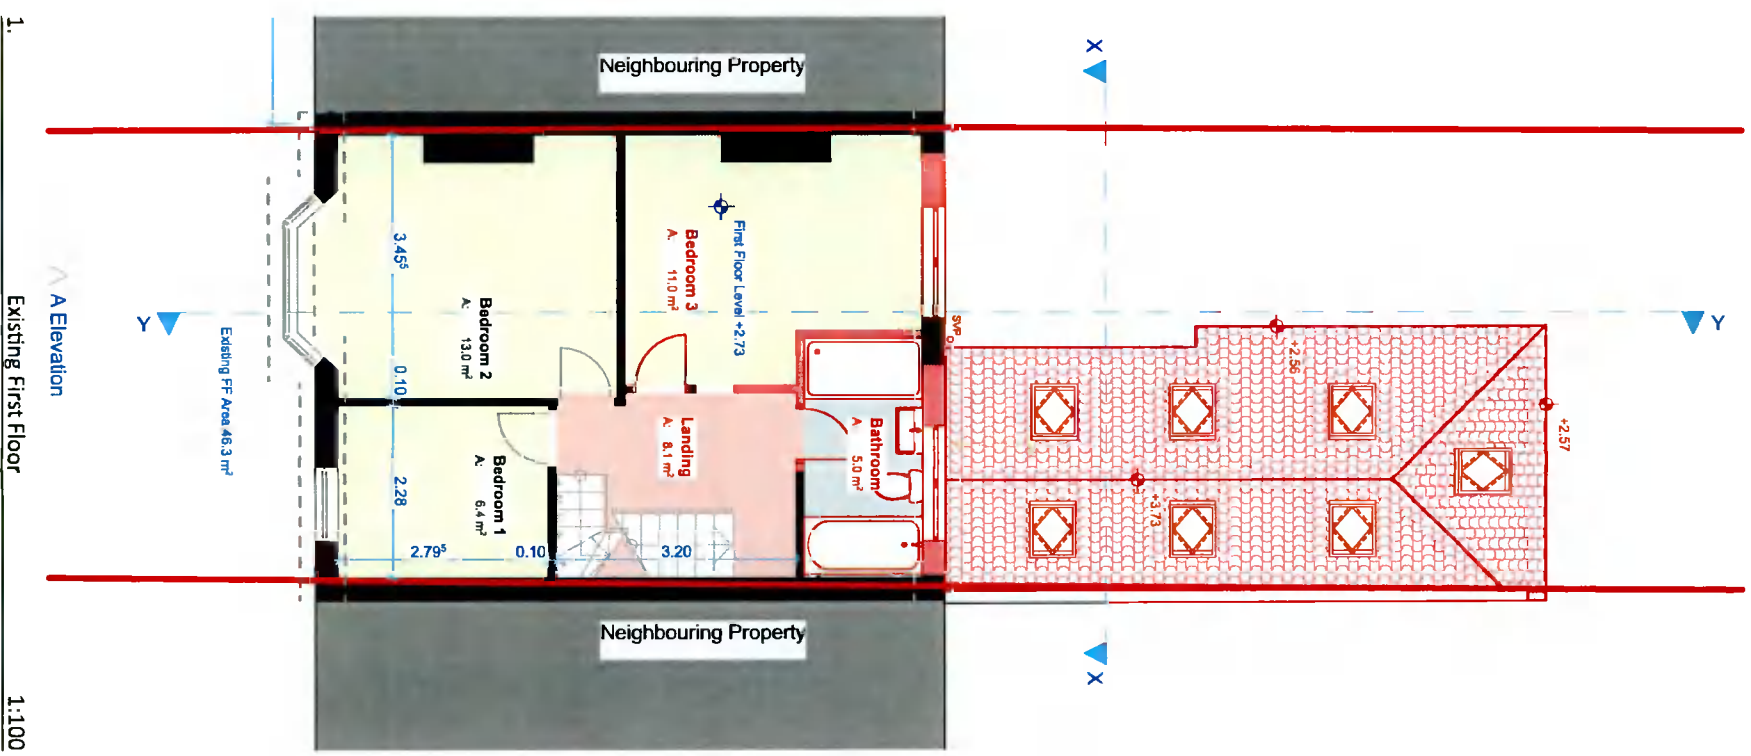 Neighbouring Property
X
Y
Y
First Floor Level +2.73
Bedroom 3
A: 11.0 m²
3.45⁵
Bedroom 2
A: 13.0 m²
SVP
+2.56
+2.57
+3.73
0.10
Landing
A: 8.1 m²
Bathroom
A: 5.0 m²
Bedroom 1
A: 6.4 m²
2.28
2.79⁵
0.10
3.20
Existing FF Area 46.3 m²
Neighbouring Property
X
A Elevation
1.
Existing First Floor
1:100